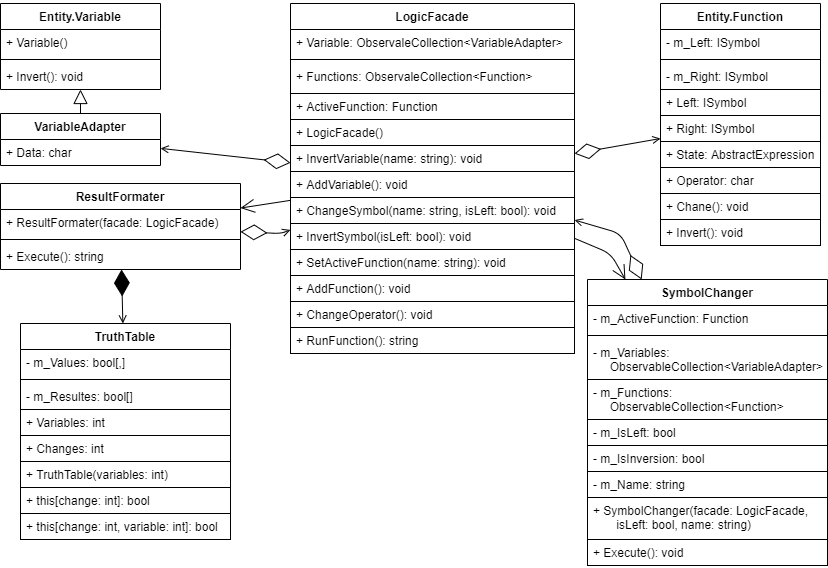 Entity.Variable
+ Variable()
+ Invert(): void
VariableAdapter
+ Data: char
ResultFormater
+ ResultFormater(facade: LogicFacade)
+ Execute(): string
TruthTable
- m_Values: bool[,]
- m_Resultes: bool[]
+ Variables: int
+ Changes: int
+ TruthTable(variables: int)
+ this[change: int]: bool
+ this[change: int, variable: int]: bool
LogicFacade
+ Variable: ObservaleCollection<VariableAdapter>
+ Functions: ObservaleCollection<Function>
+ ActiveFunction: Function
+ LogicFacade()
+ InvertVariable(name: string): void
+ AddVariable(): void
+ ChangeSymbol(name: string, isLeft: bool): void
+ InvertSymbol(isLeft: bool): void
+ SetActiveFunction(name: string): void
+ AddFunction(): void
+ ChangeOperator(): void
+ RunFunction(): string
Entity.Function
- m_Left: ISymbol
- m_Right: ISymbol
+ Left: ISymbol
+ Right: ISymbol
+ State: AbstractExpression
+ Operator: char
+ Chane(): void
+ Invert(): void
SymbolChanger
- m_ActiveFunction: Function
- m_Variables:
ObservableCollection<VariableAdapter>
- m_Functions:
ObservableCollection<Function>
- m_IsLeft: bool
- m_IsInversion: bool
- m_Name: string
+ SymbolChanger(facade: LogicFacade,
isLeft: bool, name: string)
+ Execute(): void